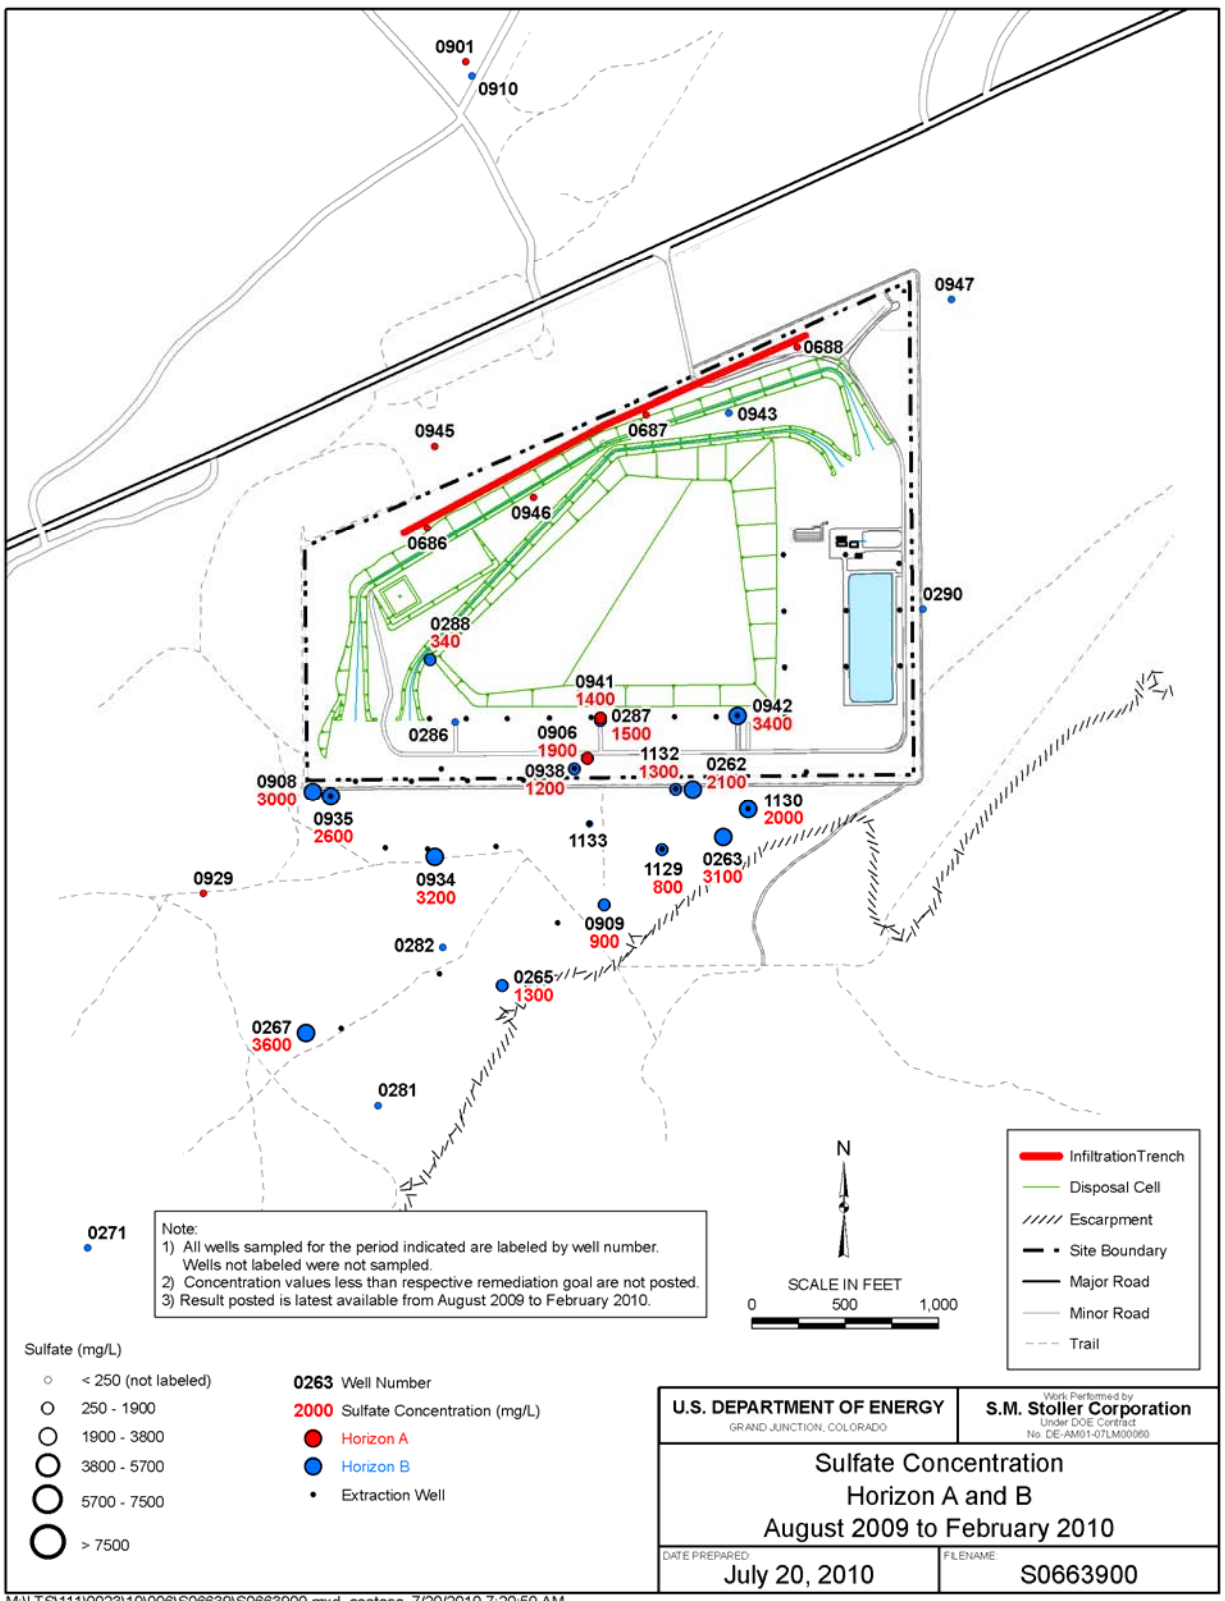 0901
0910
0947
0688
0943
0687
0945
0946
0686
0290
0288
340
0941
1400
0942
3400
0287
1500
0286
0906
1900
1132
1300
0262
2100
0938
1200
0908
3000
0935
2600
1130
2000
1133
0263
3100
1129
800
0934
3200
0929
0909
900
0282
0265
1300
0267
3600
0281
0271
N
SCALE IN FEET
0 500 1,000
InfiltrationTrench
Disposal Cell
Escarpment
Site Boundary
Major Road
Minor Road
Trail
Note:
1) All wells sampled for the period indicated are labeled by well number.
Wells not labeled were not sampled.
2) Concentration values less than respective remediation goal are not posted.
3) Result posted is latest available from August 2009 to February 2010.
Sulfate (mg/L)
< 250 (not labeled)
250 - 1900
1900 - 3800
3800 - 5700
5700 - 7500
> 7500
0263 Well Number
2000 Sulfate Concentration (mg/L)
Horizon A
Horizon B
Extraction Well
U.S. DEPARTMENT OF ENERGY
GRAND JUNCTION, COLORADO
Work Performed by
S.M. Stoller Corporation
Under DOE Contract
No. DE-AM01-07LM00060
Sulfate Concentration
Horizon A and B
August 2009 to February 2010
DATE PREPARED:
July 20, 2010
FILENAME:
S0663900